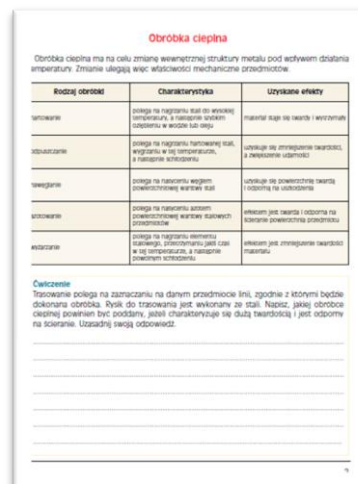 Obróbka cieplna
Obróbka cieplna ma na celu zmianę wewnętrznej struktury metalu pod wpływem działania
temperatury. Zmianie ulegają więc właściwości mechaniczne przedmiotów.
Rodzaj obróbki Charakterystyka Uzyskane efekty
hartowanie
polega na nagrzaniu stali do wysokiej
temperatury, a następnie szybkim
oziębieniu w wodzie lub oleju
materiał staje się twardy i wytrzymały
odpuszczanie
polega na nagrzaniu hartowanej stali,
wygrzaniu w tej temperaturze,
a następnie schłodzeniu
uzyskuje się zmniejszenie twardości,
a zwiększenie udarności
nawęglanie
polega na nasyceniu węglem
powierzchniowej warstwy stali
uzyskuje się powierzchnię twardą
i odporną na uszkodzenia
azotowanie
polega na nasyceniu azotem
powierzchniowej warstwy stalowych
przedmiotów
efektem jest twarda i odporna na
ścieranie powierzchnia przedmiotu
wyżarzanie
polega na nagrzaniu elementu
stalowego, przetrzymaniu jakiś czas
w tej temperaturze, a następnie
powolnym schłodzeniu
efektem jest zmniejszenie twardości
materiału
Ćwiczenie
Trasowanie polega na zaznaczaniu na danym przedmiocie linii, zgodnie z którymi będzie
dokonana obróbka. Rysik do trasowania jest wykonany ze stali. Napisz, jakiej obróbce
cieplnej powinien być poddany, jeżeli charakteryzuje się dużą twardością i jest odporny
na ścieranie. Uzasadnij swoją odpowiedź.